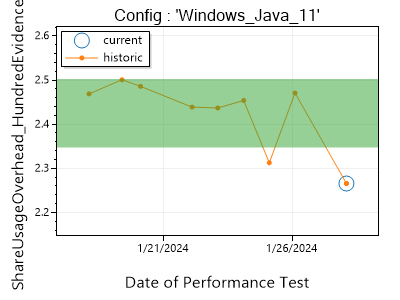 Config : 'Windows_Java_11'
current
historic
2.6
2.5
2.4
2.3
2.2
ShareUsageOverhead_HundredEvidence
1/21/2024
1/26/2024
Date of Performance Test